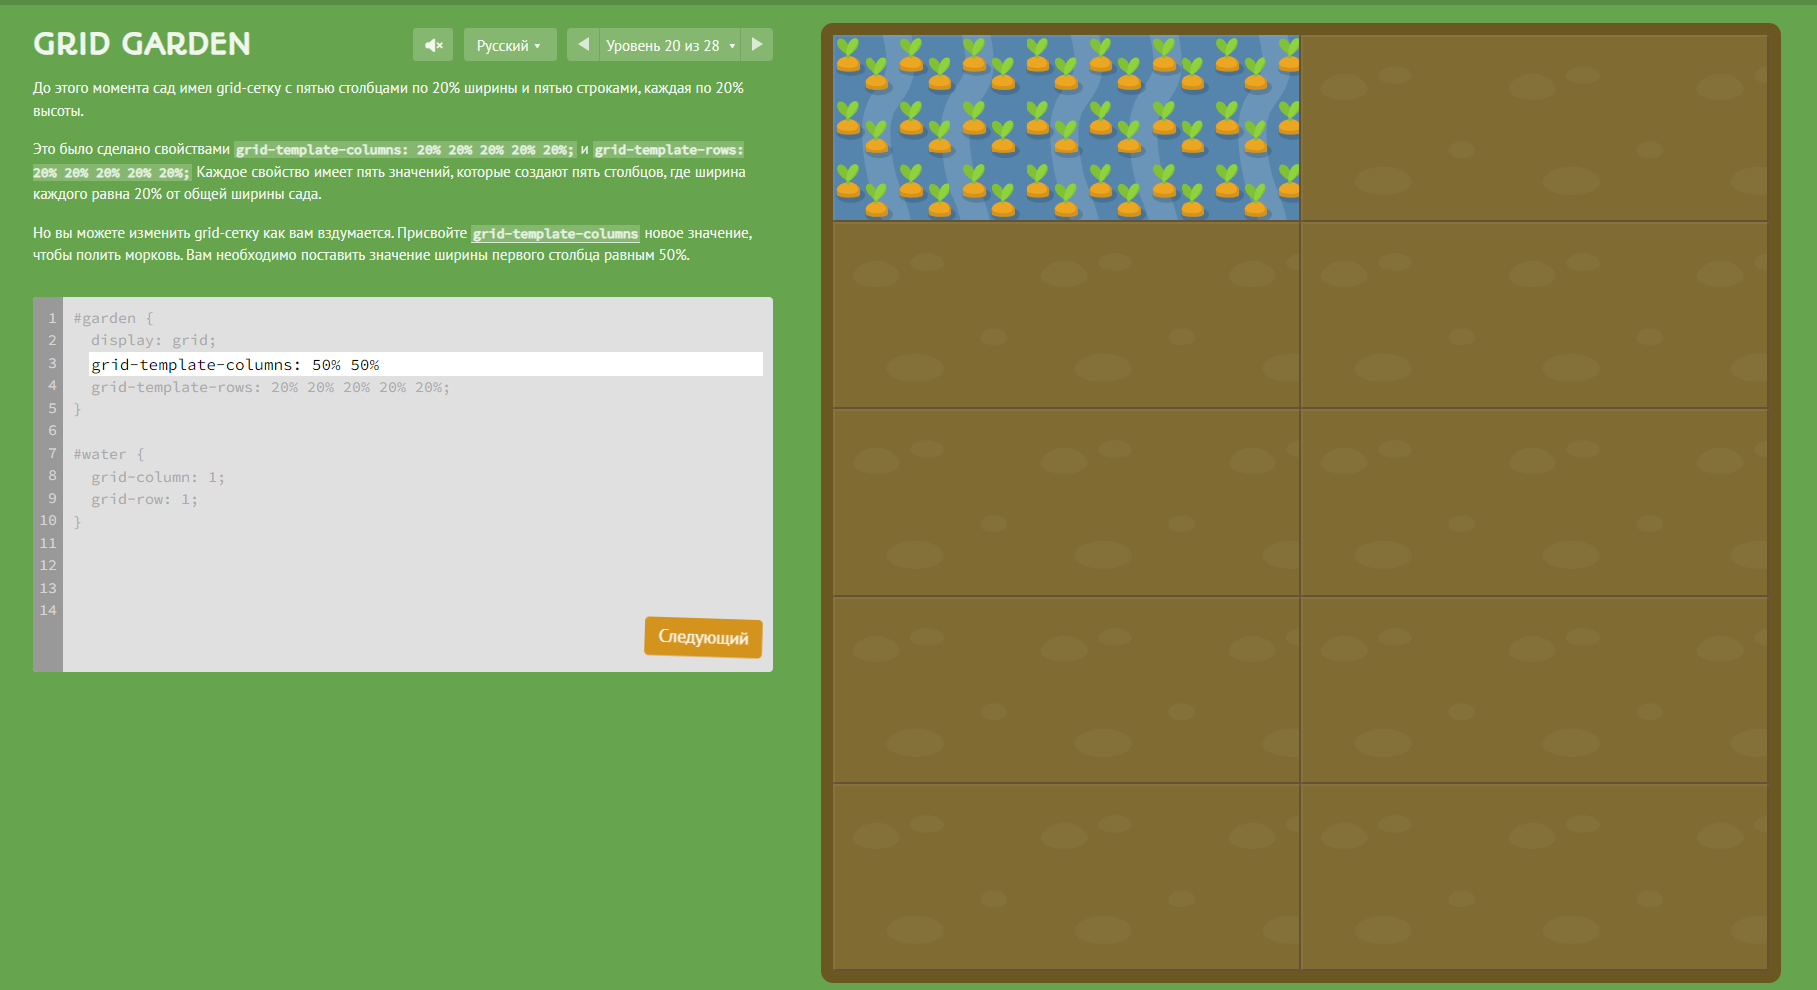 GRID GARDEN
Русский ▾
Уровень 20 из 28 ▾
До этого момента сад имел grid-сетку с пятью столбцами по 20% ширины и пятью строками, каждая по 20%
высоты.
Это было сделано свойствами grid-template-columns: 20% 20% 20% 20% 20%; и grid-template-rows:
20% 20% 20% 20% 20%; Каждое свойство имеет пять значений, которые создают пять столбцов, где ширина
каждого равна 20% от общей ширины сада.
Но вы можете изменить grid-сетку как вам вздумается. Присвойте grid-template-columns новое значение,
чтобы полить морковь. Вам необходимо поставить значение ширины первого столбца равным 50%.
1 #garden {
2 display: grid;
3 grid-template-columns: 50% 50%
4 grid-template-rows: 20% 20% 20% 20% 20%;
5 }
6
7 #water {
8 grid-column: 1;
9 grid-row: 1;
10 }
11
12
13
14
Следующий